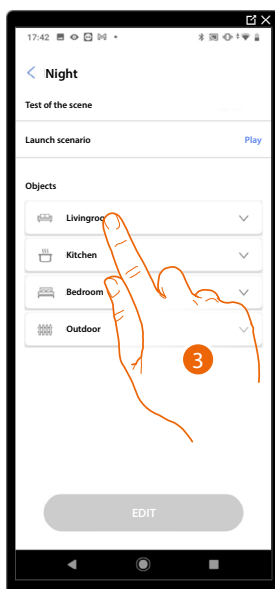 17:42
Night
Test of the scene
Launch scenario Play
Objects
Kitchen
Bedroom
Outdoor
3
EDIT